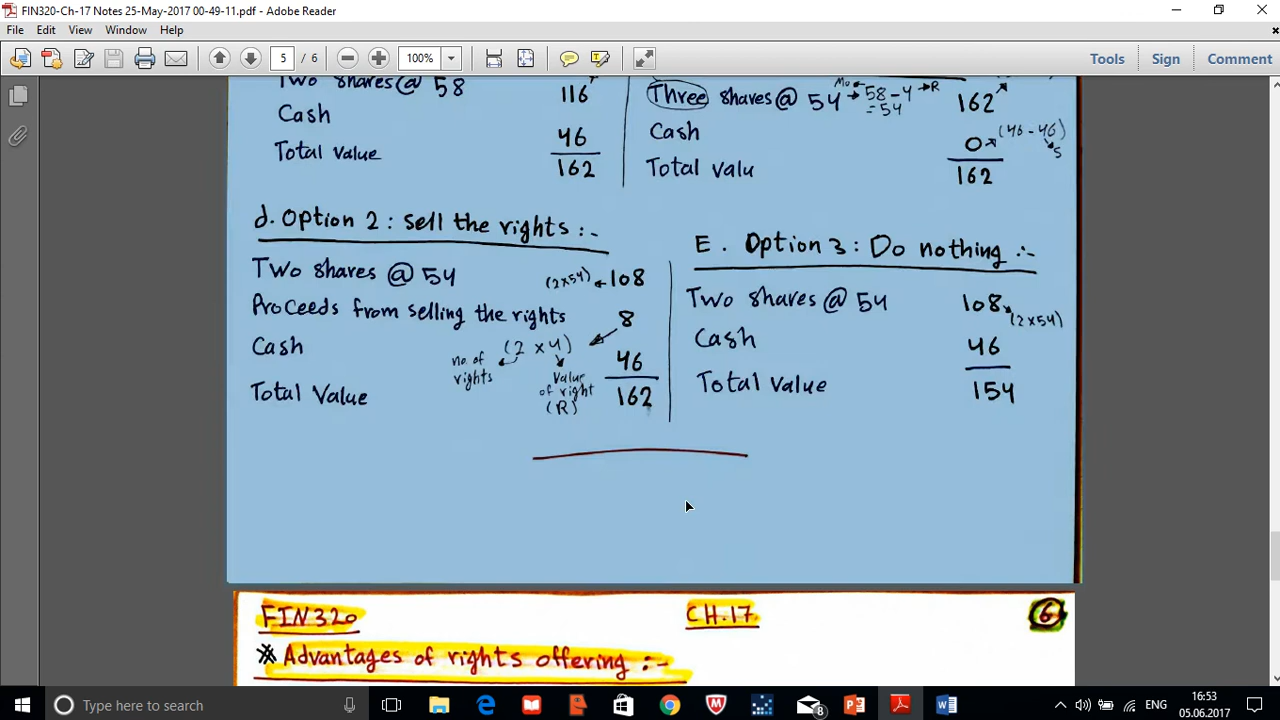 FIN320-Ch-17 Notes 25-May-2017 00-49-11.pdf - Adobe Reader
File Edit View Window Help
5 / 6 100% Tools Sign Comment
Two shares @ 58 116
Cash 46
Total value 162
Three shares @ 54 → 58 - 4 → R 162
= 54
Cash 0 (46 - 46)
S
Total valu 162
d. Option 2 : Sell the rights :-
Two shares @ 54 (2x54) 108
Proceeds from selling the rights 8
(2 x 4)
no. of rights
Value of right (R)
Cash 46
Total Value 162
E . Option 3 : Do nothing :-
Two shares @ 54 108
(2x54)
Cash 46
Total value 154
FIN320 CH.17 6
* Advantages of rights offering :-
Type here to search
8
ENG
16:53
05.06.2017